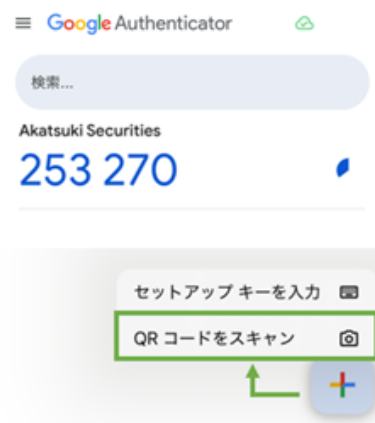 Google Authenticator
検索...
Akatsuki Securities
253 270
セットアップ キーを入力
QR コードをスキャン